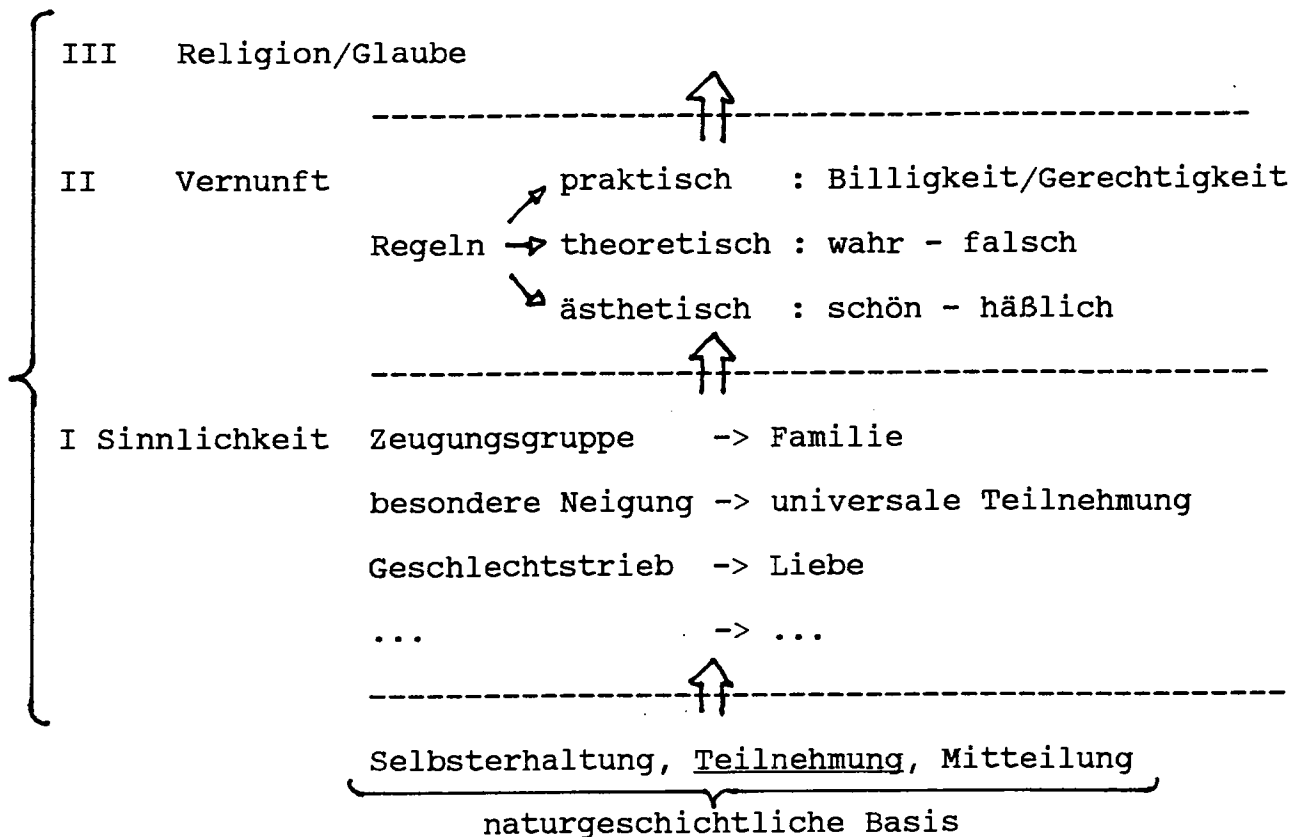 III Religion/Glaube
II Vernunft praktisch : Billigkeit/Gerechtigkeit
Regeln theoretisch : wahr - falsch
ästhetisch : schön - häßlich
I Sinnlichkeit Zeugungsgruppe -> Familie
besondere Neigung -> universale Teilnehmung
Geschlechtstrieb -> Liebe
... -> ...
Selbsterhaltung, Teilnehmung, Mitteilung
naturgeschichtliche Basis